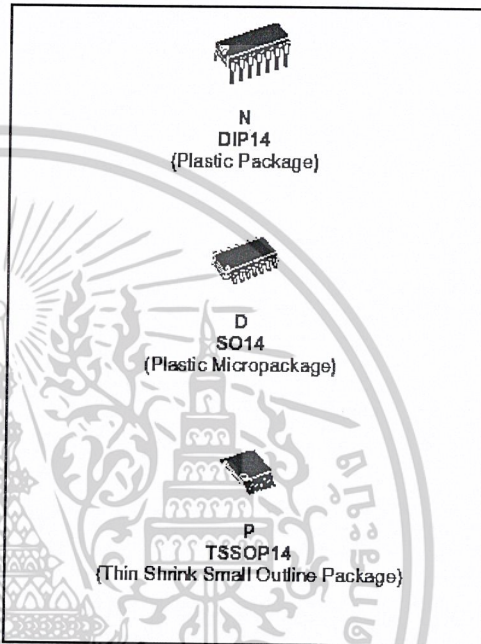 N
DIP14
(Plastic Package)
D
SO14
(Plastic Micropackage)
P
TSSOP14
(Thin Shrink Small Outline Package)